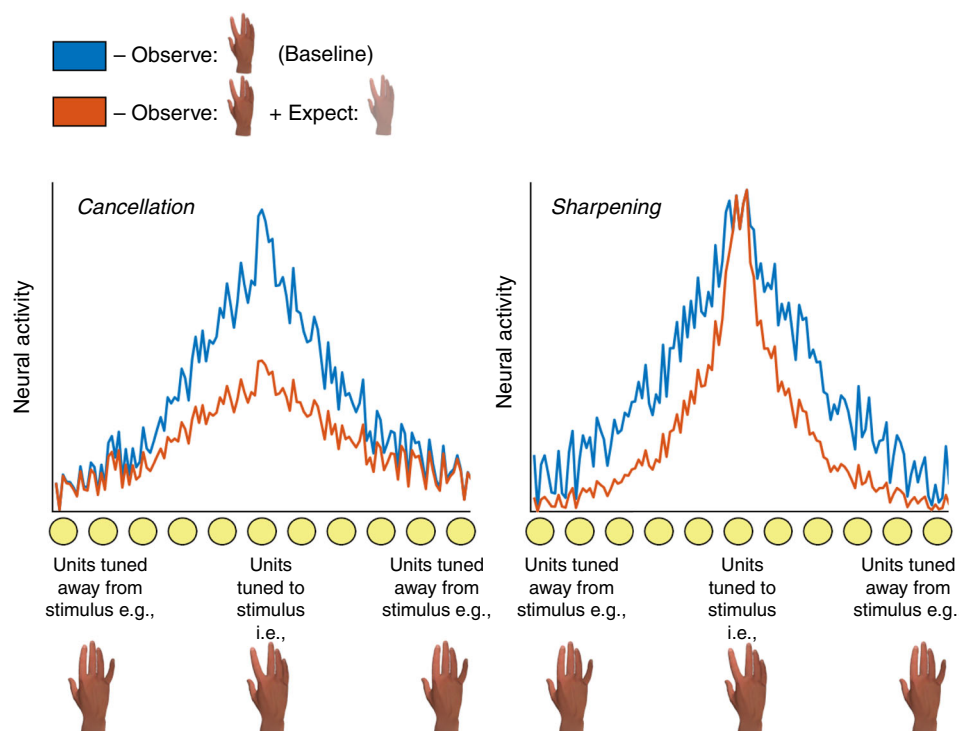 – Observe: (Baseline)
– Observe: + Expect:
Cancellation
Neural activity
Units tuned
away from
stimulus e.g.,
Units
tuned to
stimulus
i.e.,
Units tuned
away from
stimulus e.g.,
Sharpening
Neural activity
Units tuned
away from
stimulus e.g.,
Units
tuned to
stimulus
i.e.,
Units tuned
away from
stimulus e.g.